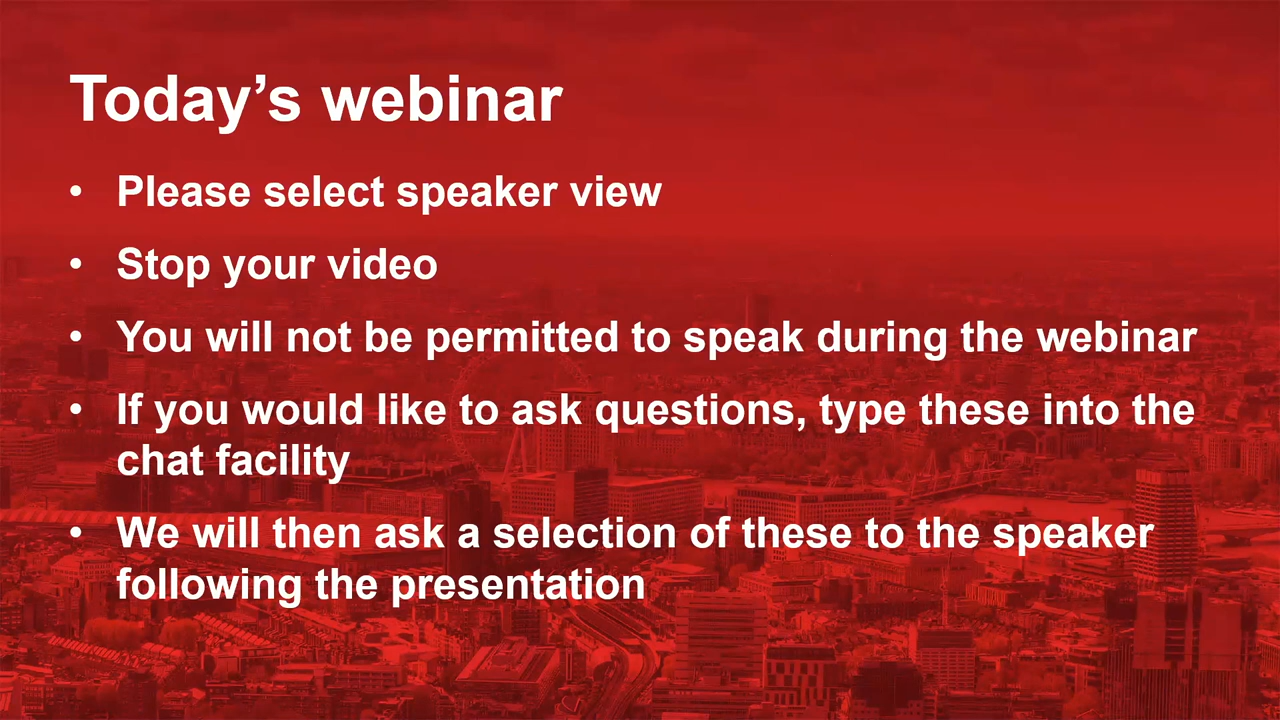 Today’s webinar
• Please select speaker view
• Stop your video
• You will not be permitted to speak during the webinar
• If you would like to ask questions, type these into the
chat facility
• We will then ask a selection of these to the speaker
following the presentation